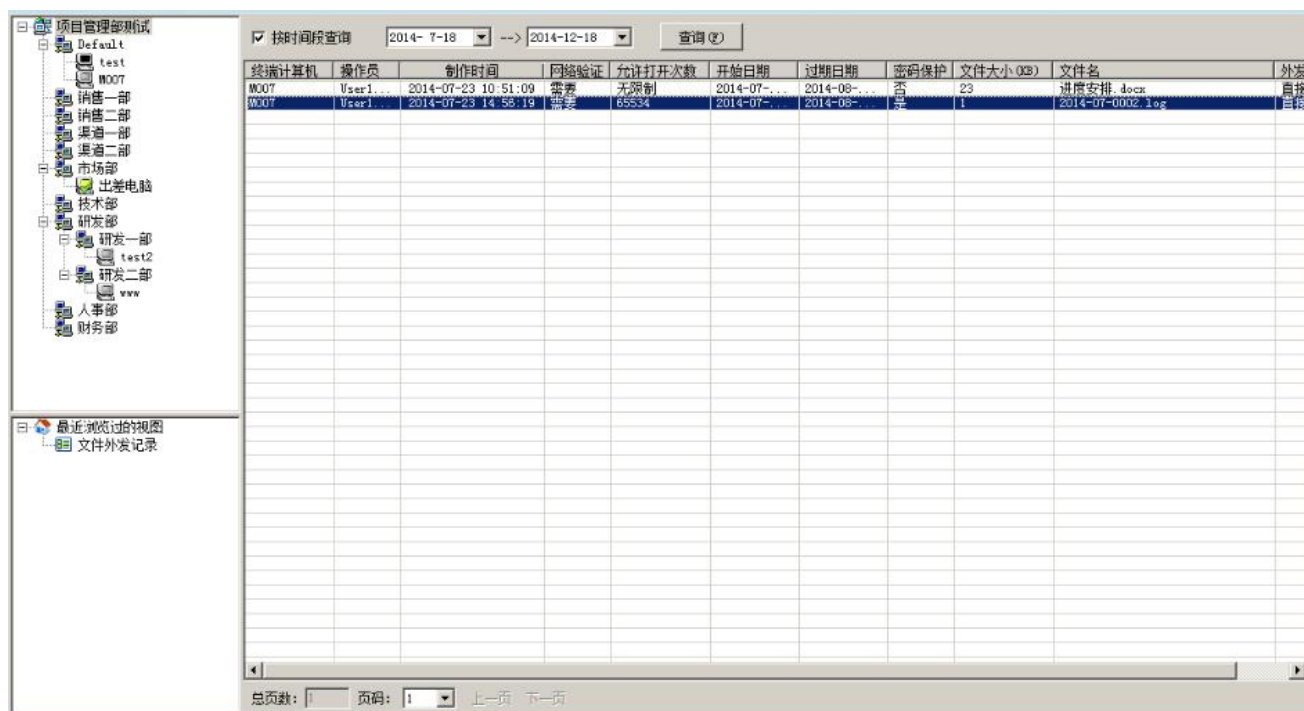 项目管理部测试
Default
test
M007
销售一部
销售二部
渠道一部
渠道二部
市场部
出差电脑
技术部
研发部
研发一部
test2
研发二部
www
人事部
财务部
最近浏览过的视图
文件外发记录
按时间段查询 2014- 7-18 --> 2014-12-18 查询(F)
终端计算机 操作员 制作时间 网络验证 允许打开次数 开始日期 过期日期 密码保护 文件大小(KB) 文件名 外发
M007 User1... 2014-07-23 10:51:09 需要 无限制 2014-07-... 2014-08-... 否 23 进度安排.docx 直接
M007 User1... 2014-07-23 14:56:19 需要 65534 2014-07-... 2014-08-... 是 1 2014-07-0002.log 直接
总页数: 1 页码: 1 上一页 下一页